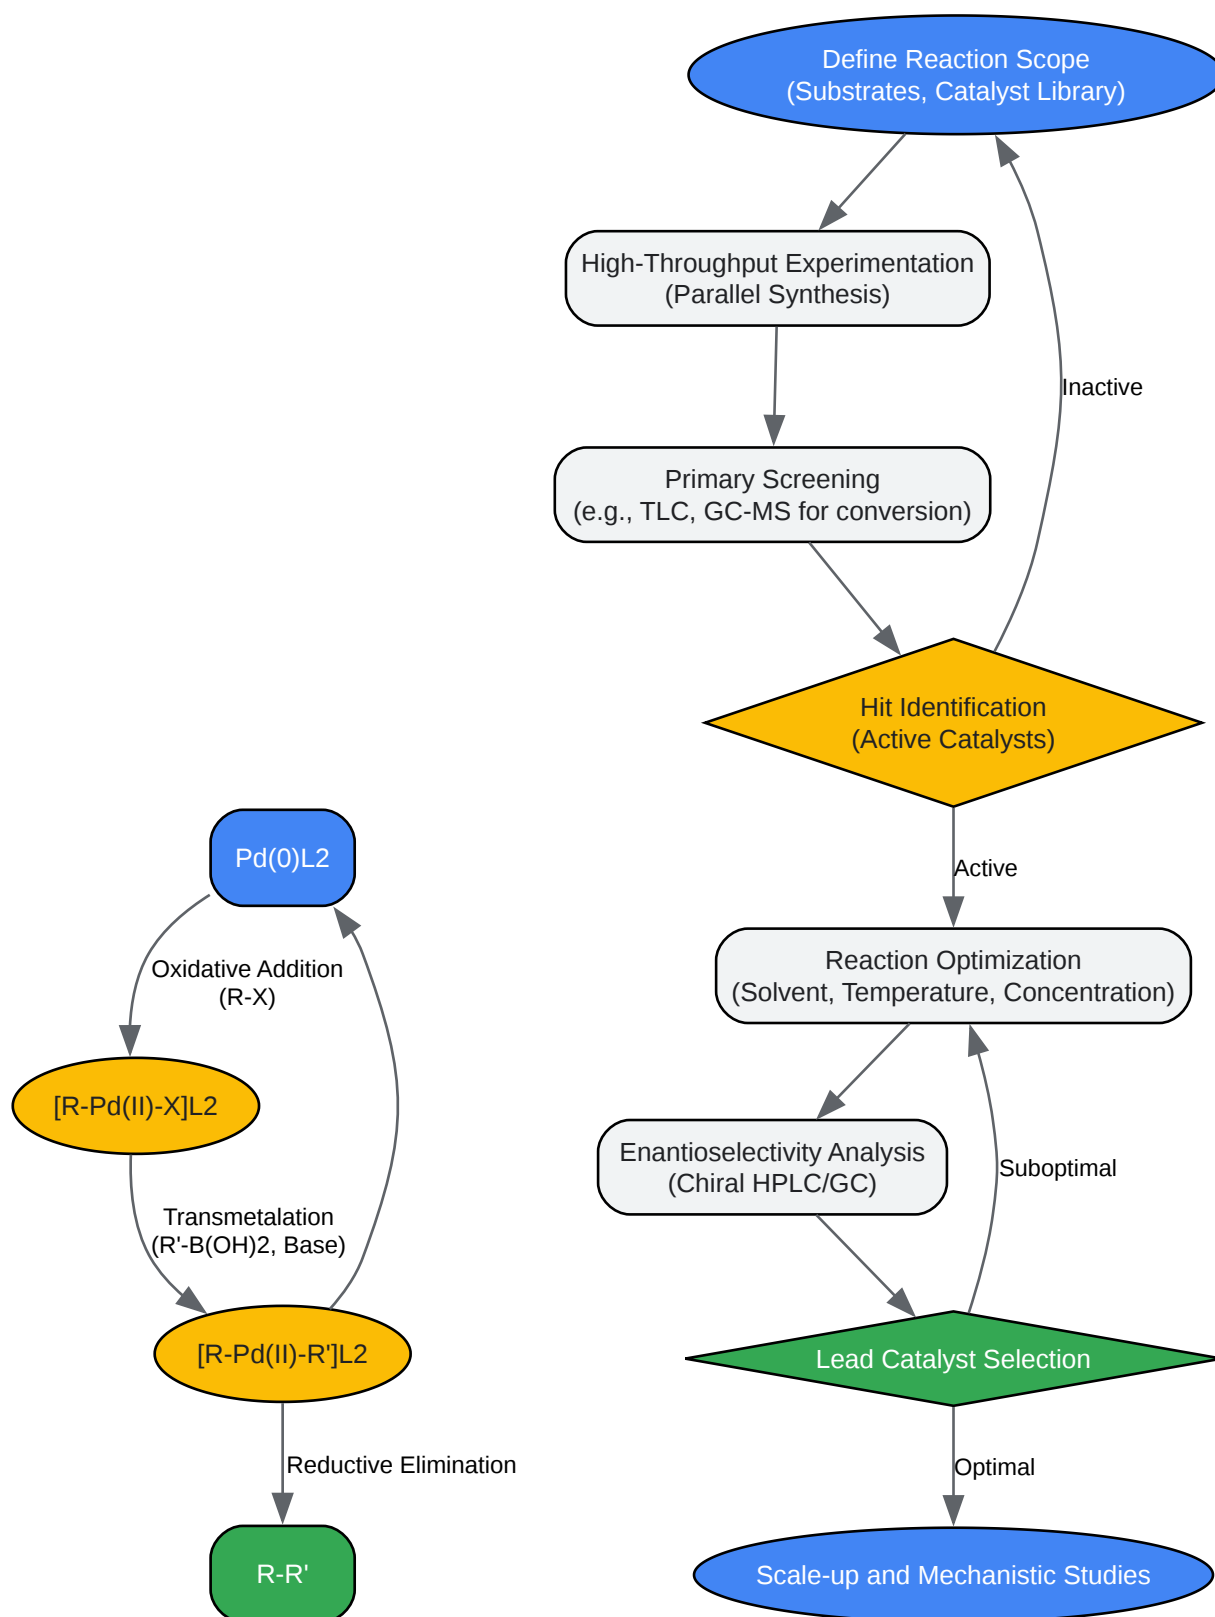 Define Reaction Scope
(Substrates, Catalyst Library)
High-Throughput Experimentation
(Parallel Synthesis)
Inactive
Primary Screening
(e.g., TLC, GC-MS for conversion)
Hit Identification
(Active Catalysts)
Active
Reaction Optimization
(Solvent, Temperature, Concentration)
Enantioselectivity Analysis
(Chiral HPLC/GC)
Suboptimal
Lead Catalyst Selection
Optimal
Scale-up and Mechanistic Studies
Pd(0)L2
Oxidative Addition
(R-X)
[R-Pd(II)-X]L2
Transmetalation
(R'-B(OH)2, Base)
[R-Pd(II)-R']L2
Reductive Elimination
R-R'